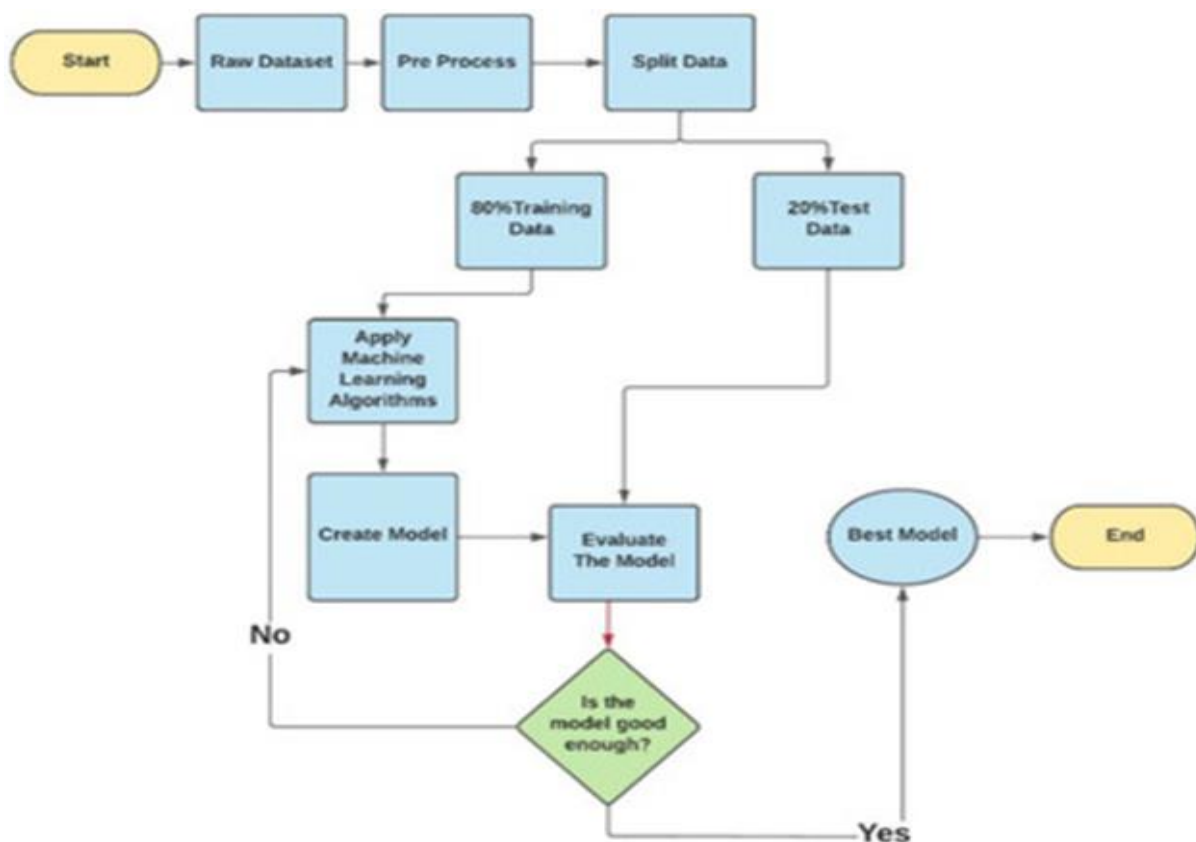 Start
Raw Dataset
Pre Process
Split Data
80%Training
Data
20%Test
Data
Apply
Machine
Learning
Algorithms
Create Model
Evaluate
The Model
Best Model
End
No
Is the
model good
enough?
Yes